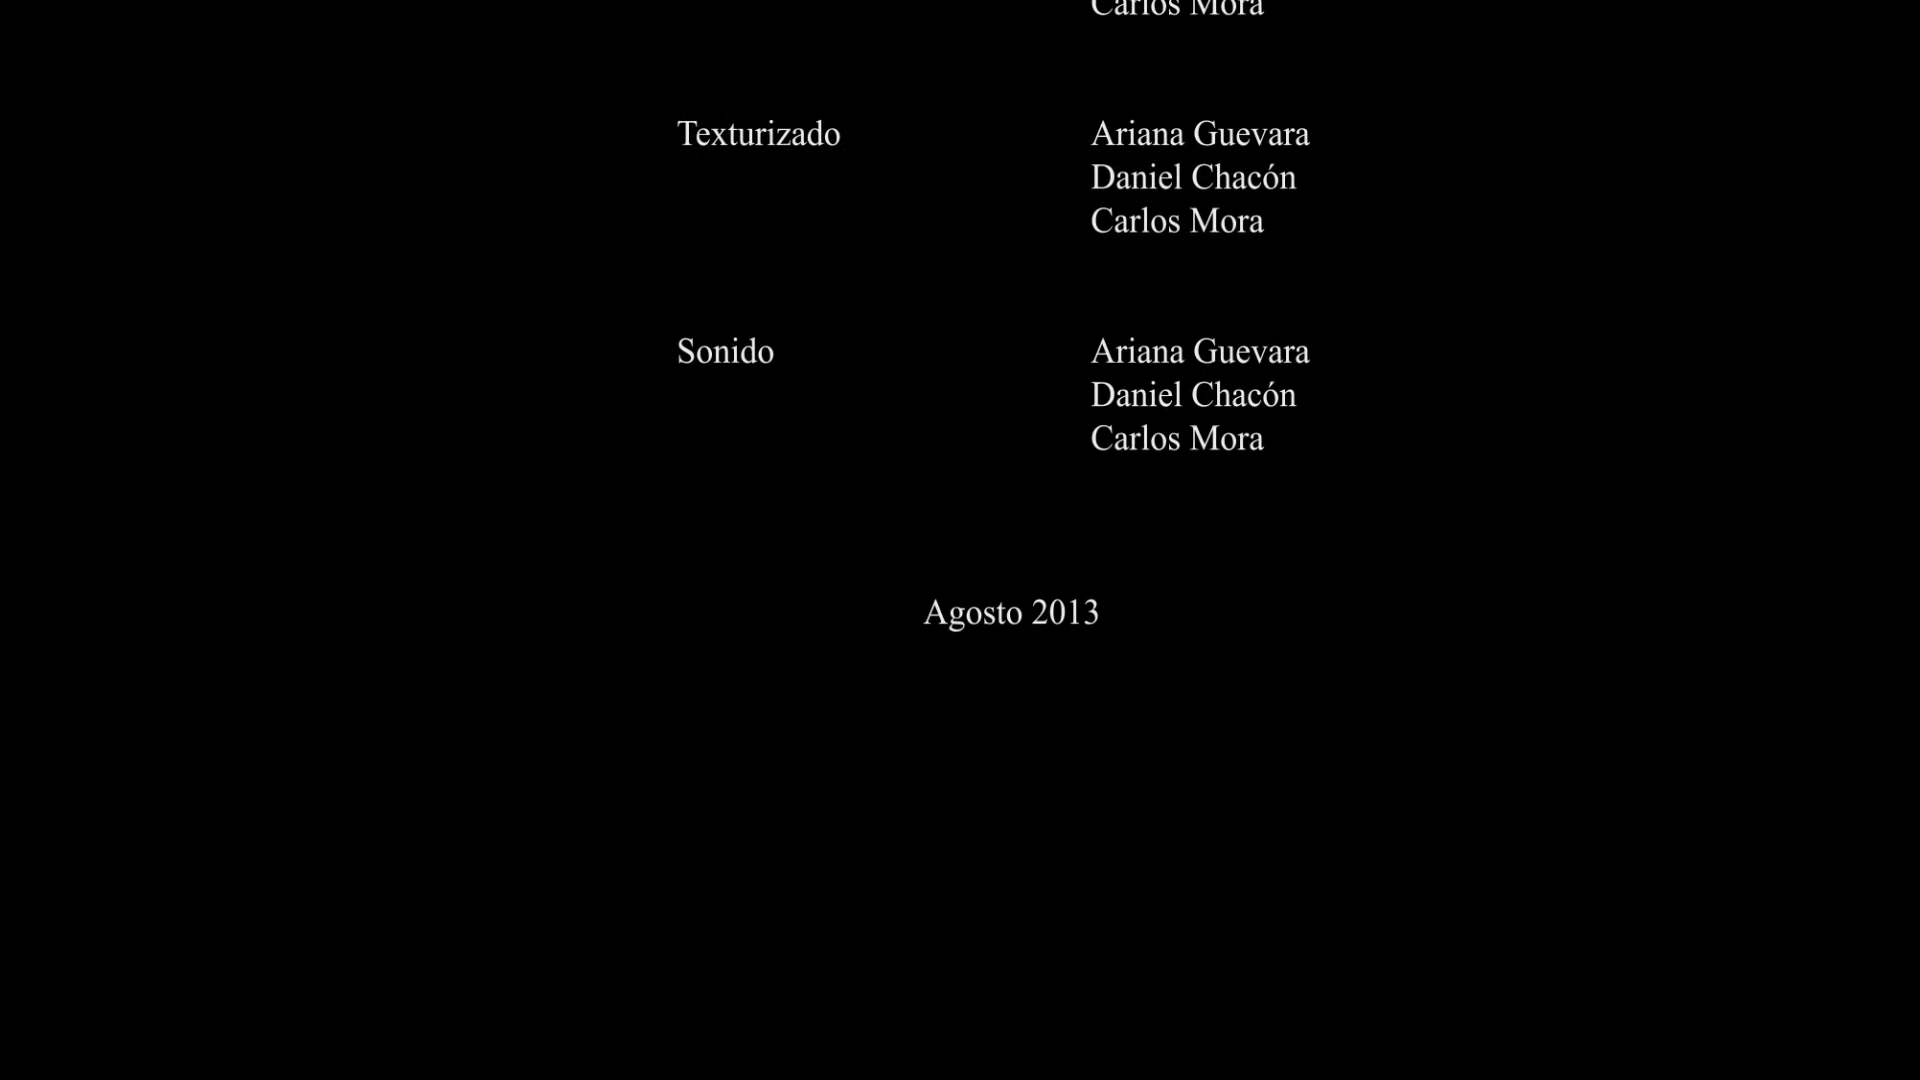 Carlos Mora
Texturizado
Ariana Guevara
Daniel Chacón
Carlos Mora
Sonido
Ariana Guevara
Daniel Chacón
Carlos Mora
Agosto 2013